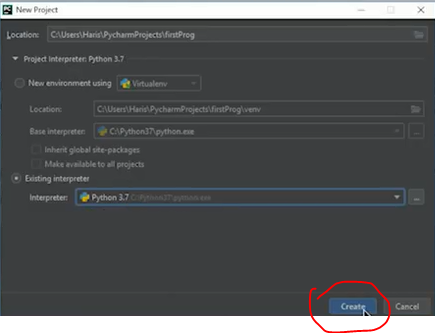 New Project
Location: C:\Users\Haris\PycharmProjects\firstProg
Project Interpreter: Python 3.7
New environment using Virtualenv
Location: C:\Users\Haris\PycharmProjects\firstProg\venv
Base interpreter: C:\Python37\python.exe
Inherit global site-packages
Make available to all projects
Existing interpreter
Interpreter: Python 3.7 C:\Python37\python.exe
Create Cancel